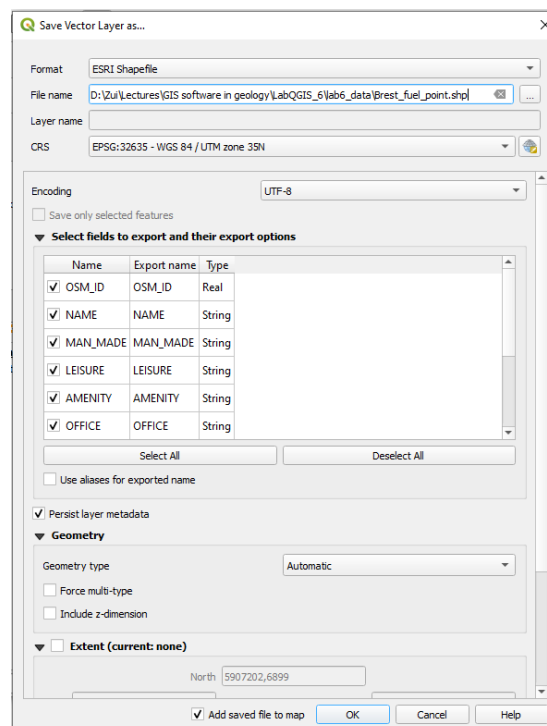 Save Vector Layer as...
Format ESRI Shapefile
File name D:\Zui\Lectures\GIS software in geology\LabQGIS_6\lab6_data\Brest_fuel_point.shp ...
Layer name
CRS EPSG:32635 - WGS 84 / UTM zone 35N
Encoding UTF-8
Save only selected features
Select fields to export and their export options
Name Export name Type
OSM_ID OSM_ID Real
NAME NAME String
MAN_MADE MAN_MADE String
LEISURE LEISURE String
AMENITY AMENITY String
OFFICE OFFICE String
Select All Deselect All
Use aliases for exported name
Persist layer metadata
Geometry
Geometry type Automatic
Force multi-type
Include z-dimension
Extent (current: none)
North 5907202,6899
Add saved file to map OK Cancel Help